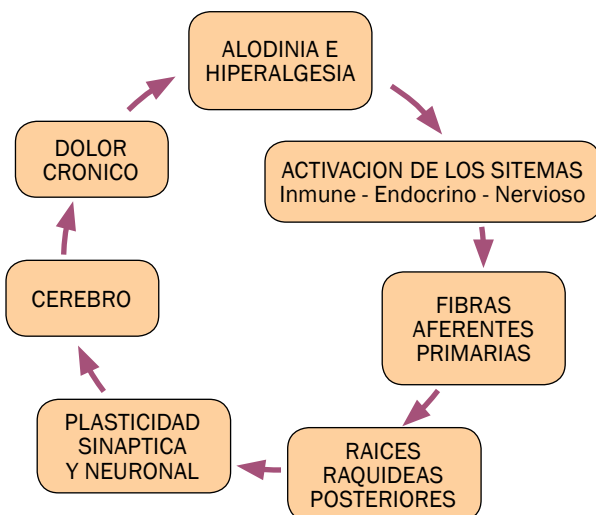 ALODINIA E
HIPERALGESIA
ACTIVACION DE LOS SITEMAS
Inmune - Endocrino - Nervioso
FIBRAS
AFERENTES
PRIMARIAS
RAICES
RAQUIDEAS
POSTERIORES
PLASTICIDAD
SINAPTICA
Y NEURONAL
CEREBRO
DOLOR
CRONICO